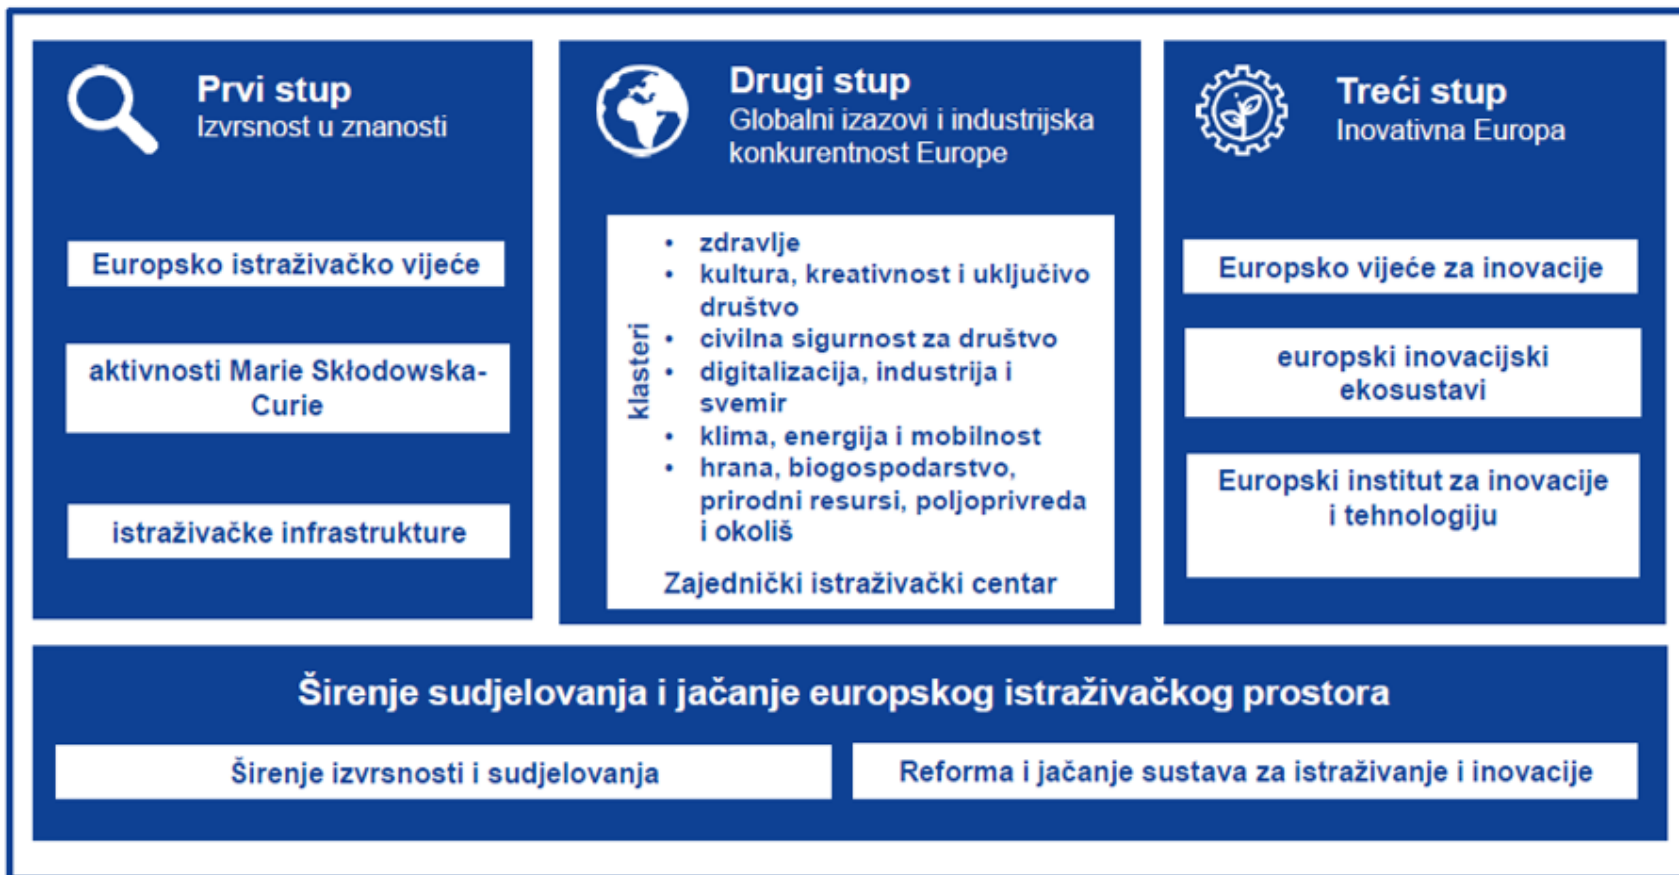 Prvi stup
Izvrsnost u znanosti
Europsko istraživačko vijeće
aktivnosti Marie Skłodowska-
Curie
istraživačke infrastrukture
Drugi stup
Globalni izazovi i industrijska
konkurentnost Europe
klasteri
• zdravlje
• kultura, kreativnost i uključivo
društvo
• civilna sigurnost za društvo
• digitalizacija, industrija i
svemir
• klima, energija i mobilnost
• hrana, biogospodarstvo,
prirodni resursi, poljoprivreda
i okoliš
Zajednički istraživački centar
Treći stup
Inovativna Europa
Europsko vijeće za inovacije
europski inovacijski
ekosustavi
Europski institut za inovacije
i tehnologiju
Širenje sudjelovanja i jačanje europskog istraživačkog prostora
Širenje izvrsnosti i sudjelovanja
Reforma i jačanje sustava za istraživanje i inovacije